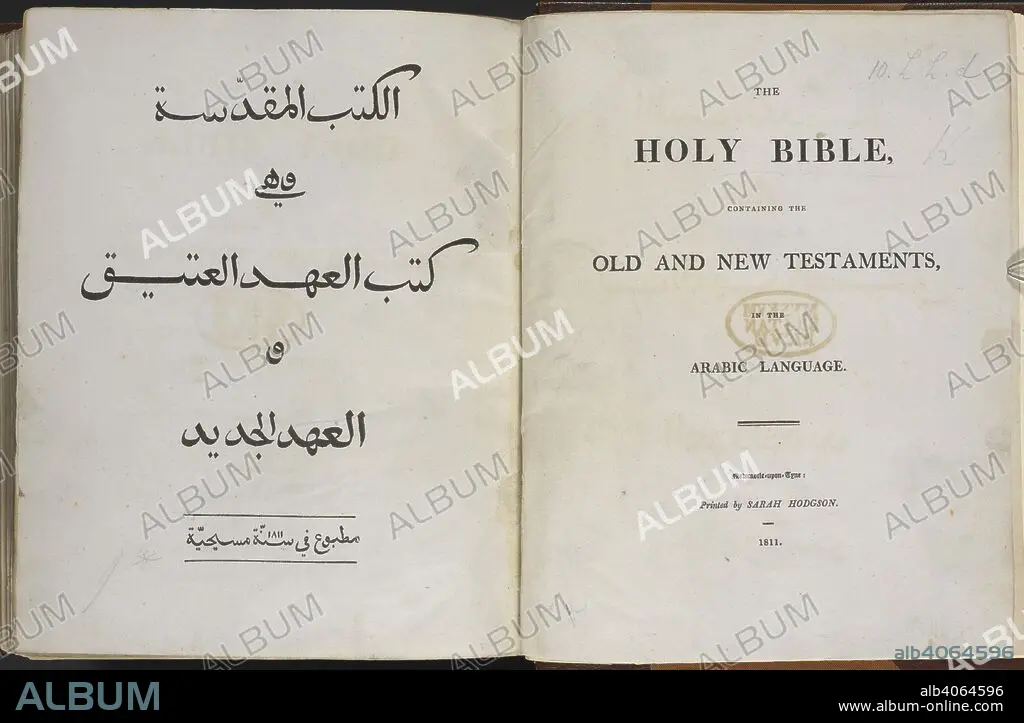 الكتب المقدّسة
وهي
كتب العهد العتيق
و
العهد الجديد
مطبوع في سنّة ١٨١١ مسيحيّة
10. L L. d
THE
HOLY BIBLE,
CONTAINING THE
OLD AND NEW TESTAMENTS,
IN THE
ARABIC LANGUAGE.
Newcastle-upon-Tyne:
Printed by SARAH HODGSON.
1811.
alb4064596
ALBUM
alb4064596
www.album-online.com